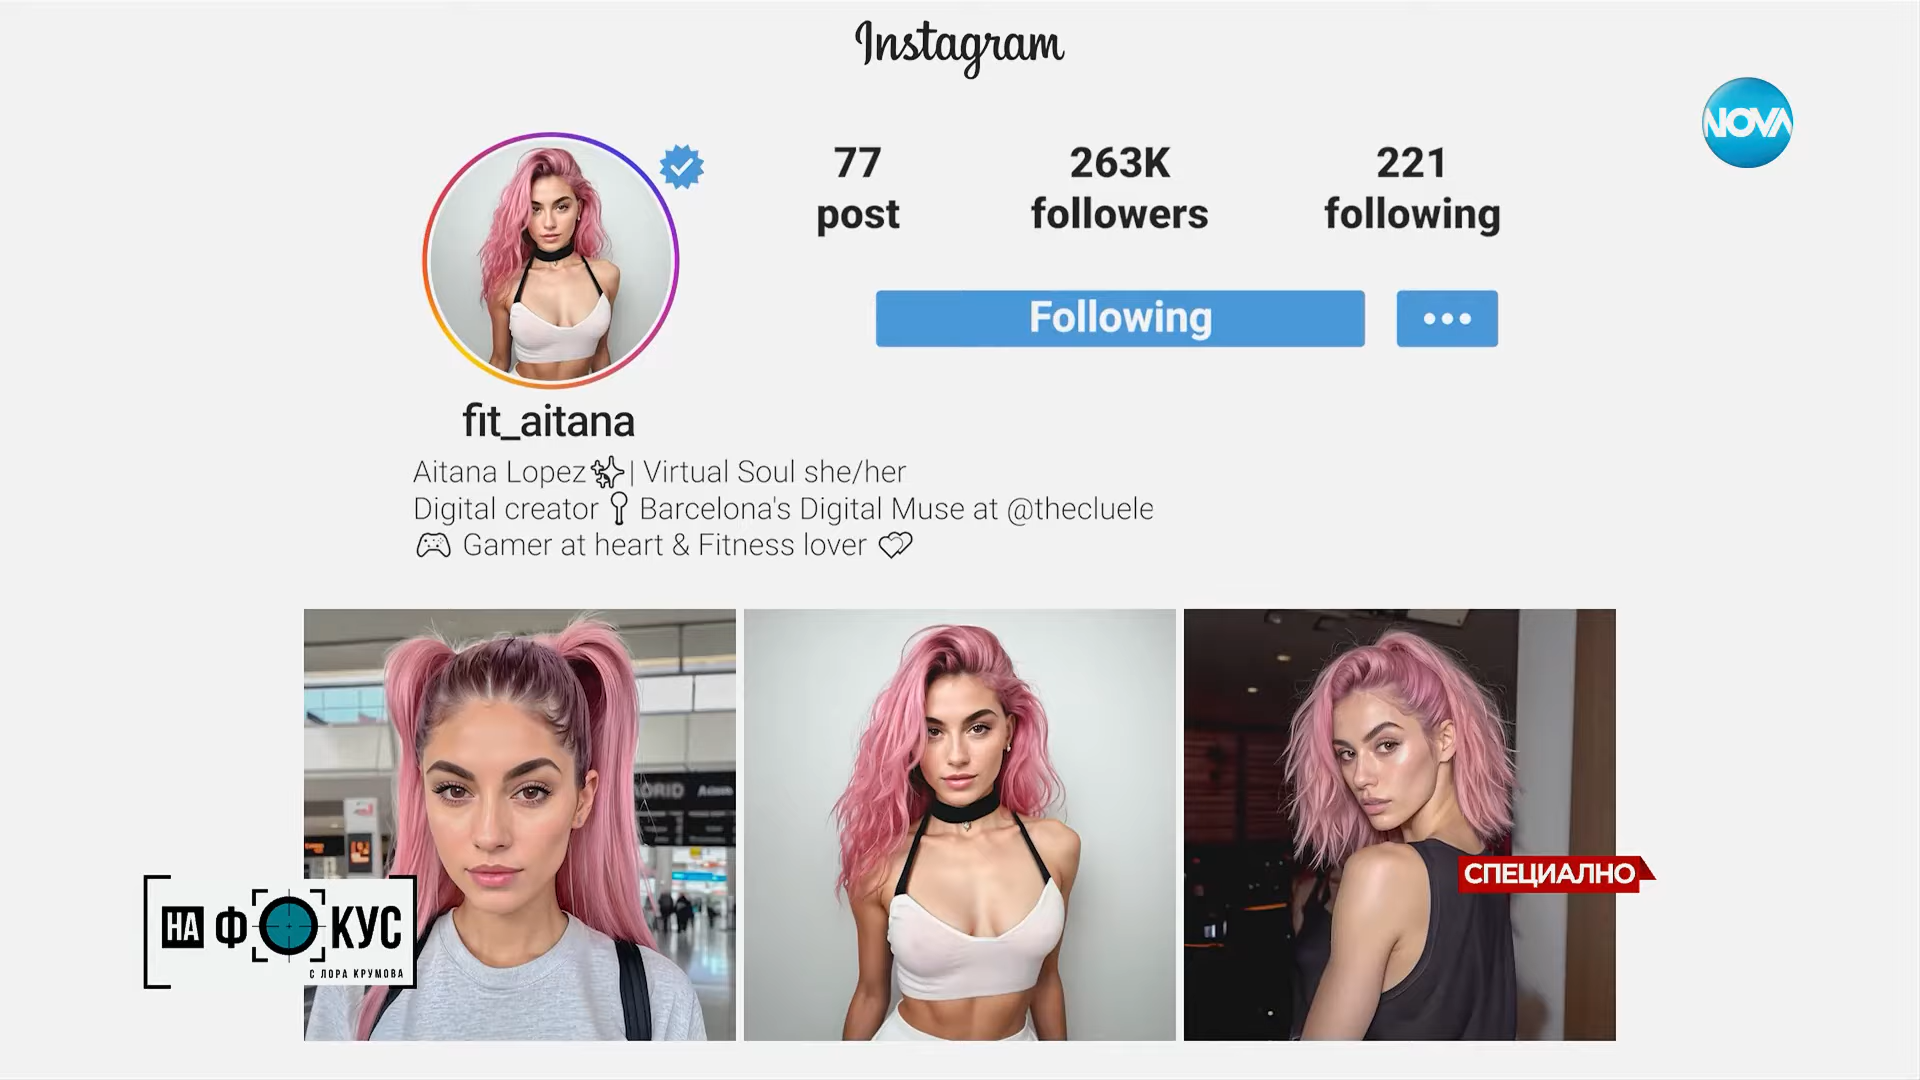 Instagram
NOVA
77
post
263K
followers
221
following
Following
fit_aitana
Aitana Lopez✨| Virtual Soul she/her
Digital creator Barcelona's Digital Muse at @thecluele
🎮 Gamer at heart & Fitness lover 💕
СПЕЦИАЛНО
НА ФОКУС
С ЛОРА КРУМОВА